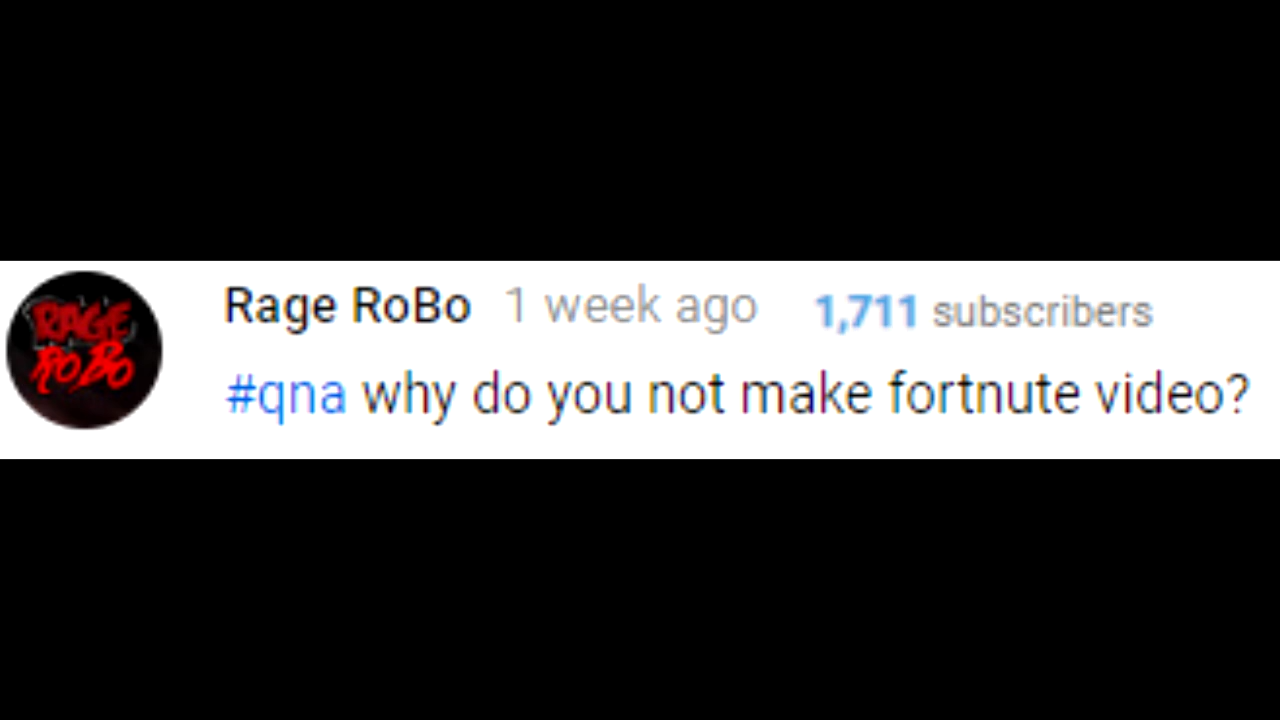 RAGE
ROBO
Rage RoBo 1 week ago 1,711 subscribers
#qna why do you not make fortnute video?